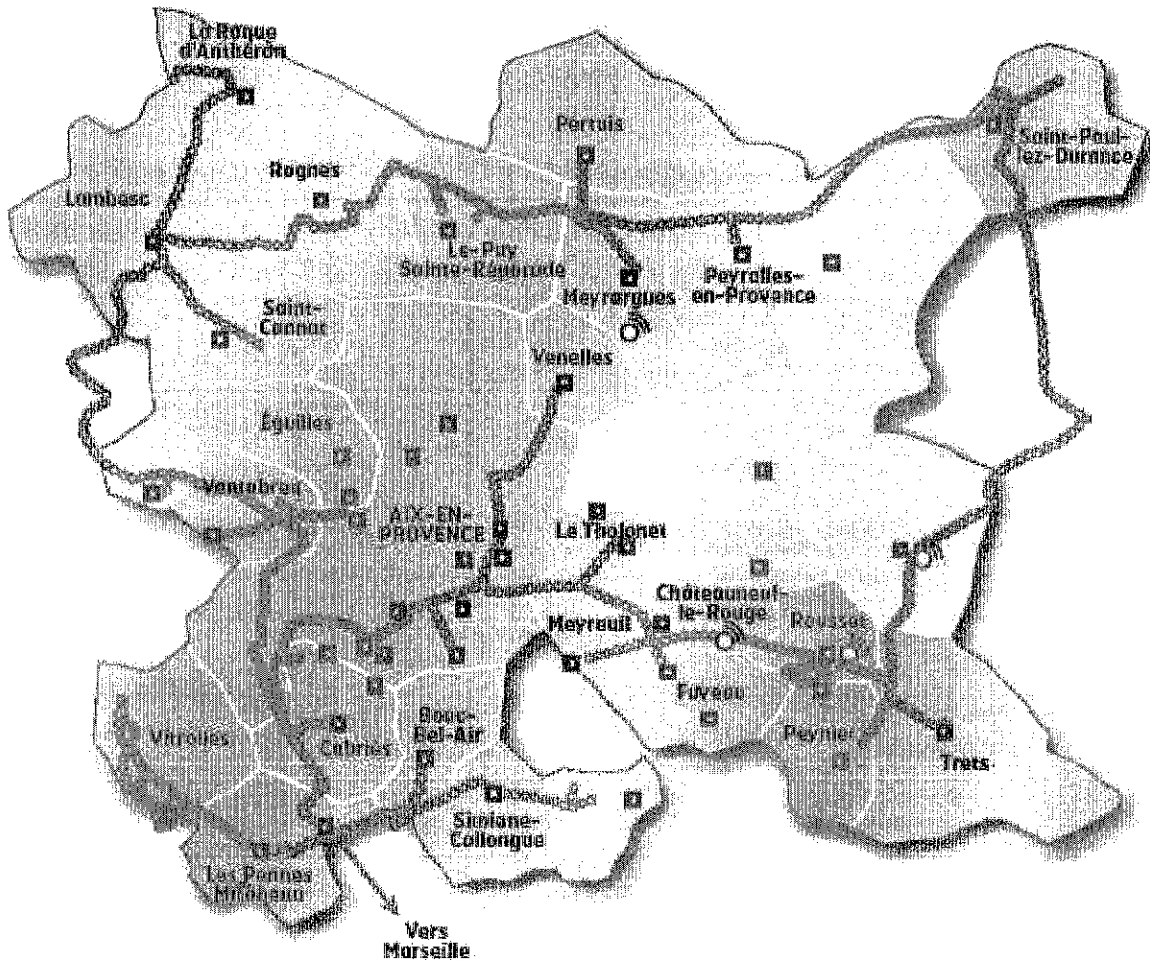 La Roque
d'Anthéron
Pertuis
Saint-Paul-
lez-Durance
Rognes
Lambesc
Le-Puy
Sainte-Réparade
Meyrargues
Peyrolles-
en-Provence
Saint-
Cannat
Venelles
Éguilles
Ventabren
AIX-EN-
PROVENCE
Le Tholonet
Châteauneuf-
le-Rouge
Meyreuil
Rousset
Fuveau
Bouc-
Bel-Air
Vitrolles
Cabriès
Peynier
Trets
Simiane-
Collongue
Les Pennes
Mirabeau
Vers
Marseille